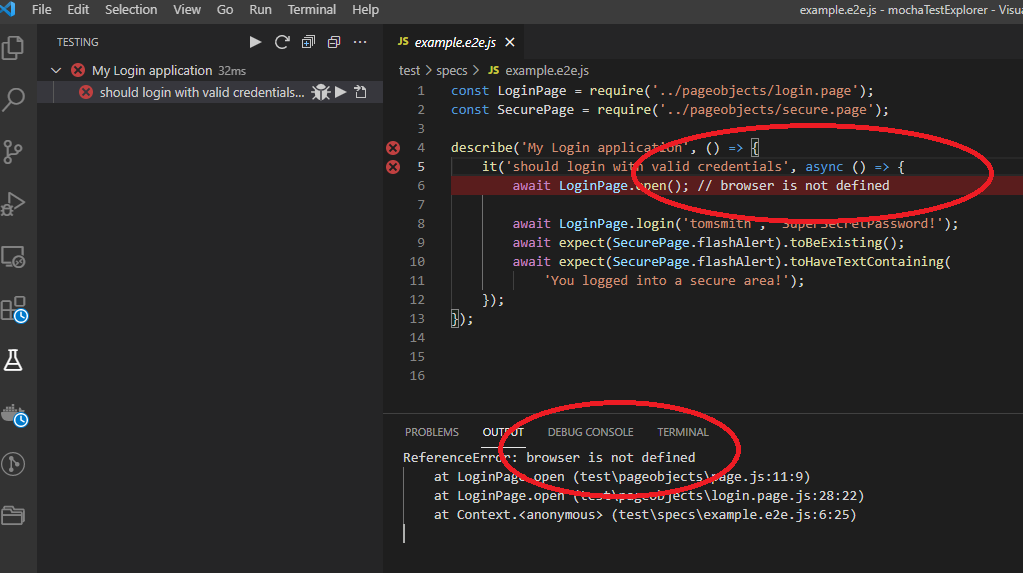 File Edit Selection View Go Run Terminal Help example.e2e.js - mochaTestExplorer - Visua
TESTING
My Login application 32ms
should login with valid credentials...
JS example.e2e.js
test > specs > JS example.e2e.js
1 const LoginPage = require('../pageobjects/login.page');
2 const SecurePage = require('../pageobjects/secure.page');
3
4 describe('My Login application', () => {
5 it('should login with valid credentials', async () => {
6 await LoginPage.open(); // browser is not defined
7
8 await LoginPage.login('tomsmith', 'SuperSecretPassword!');
9 await expect(SecurePage.flashAlert).toBeExisting();
10 await expect(SecurePage.flashAlert).toHaveTextContaining(
11 'You logged into a secure area!');
12 });
13 });
14
15
16
PROBLEMS OUTPUT DEBUG CONSOLE TERMINAL
ReferenceError: browser is not defined
at LoginPage.open (test\pageobjects\page.js:11:9)
at LoginPage.open (test\pageobjects\login.page.js:28:22)
at Context.<anonymous> (test\specs\example.e2e.js:6:25)